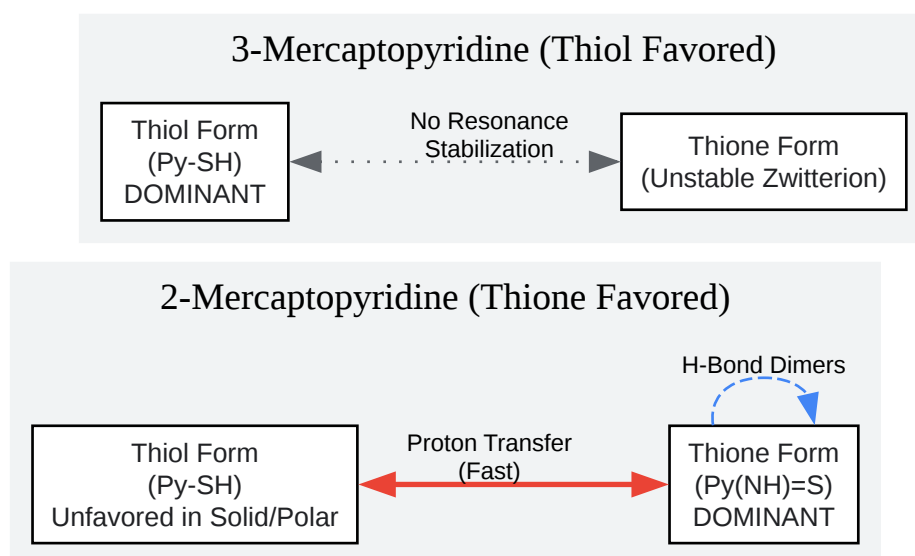 3-Mercaptopyridine (Thiol Favored)
Thiol Form
(Py-SH)
DOMINANT
No Resonance
Stabilization
Thione Form
(Unstable Zwitterion)
2-Mercaptopyridine (Thione Favored)
H-Bond Dimers
Thiol Form
(Py-SH)
Unfavored in Solid/Polar
Proton Transfer
(Fast)
Thione Form
(Py(NH)=S)
DOMINANT